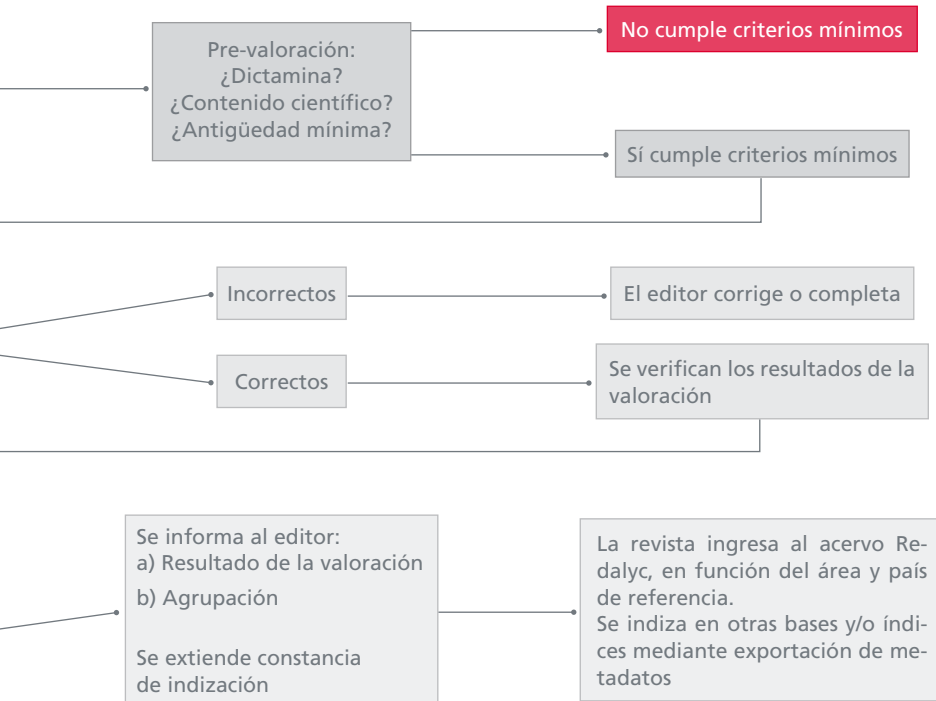 Pre-valoración:
¿Dictamina?
¿Contenido científico?
¿Antigüedad mínima?
No cumple criterios mínimos
Sí cumple criterios mínimos
Incorrectos
El editor corrige o completa
Correctos
Se verifican los resultados de la
valoración
Se informa al editor:
a) Resultado de la valoración
b) Agrupación
Se extiende constancia
de indización
La revista ingresa al acervo Re-
dalyc, en función del área y país
de referencia.
Se indiza en otras bases y/o índi-
ces mediante exportación de me-
tadatos